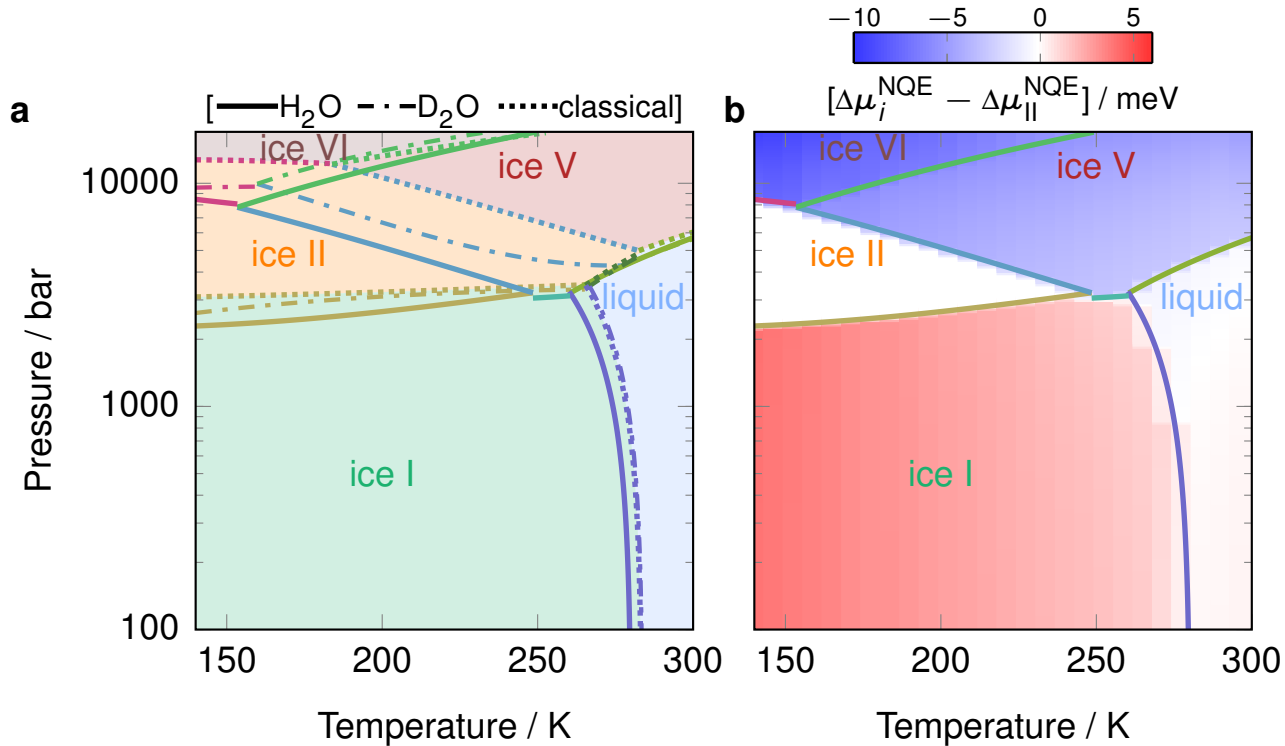 −10 −5 0 5
[Δμᵢᴺᑫᴱ − Δμ_II^NQE] / meV
a [ H₂O D₂O classical] b
ice VI ice V ice II liquid ice I
ice VI ice V ice II liquid ice I
10000
1000
100
Pressure / bar
150 200 250 300
150 200 250 300
Temperature / K
Temperature / K